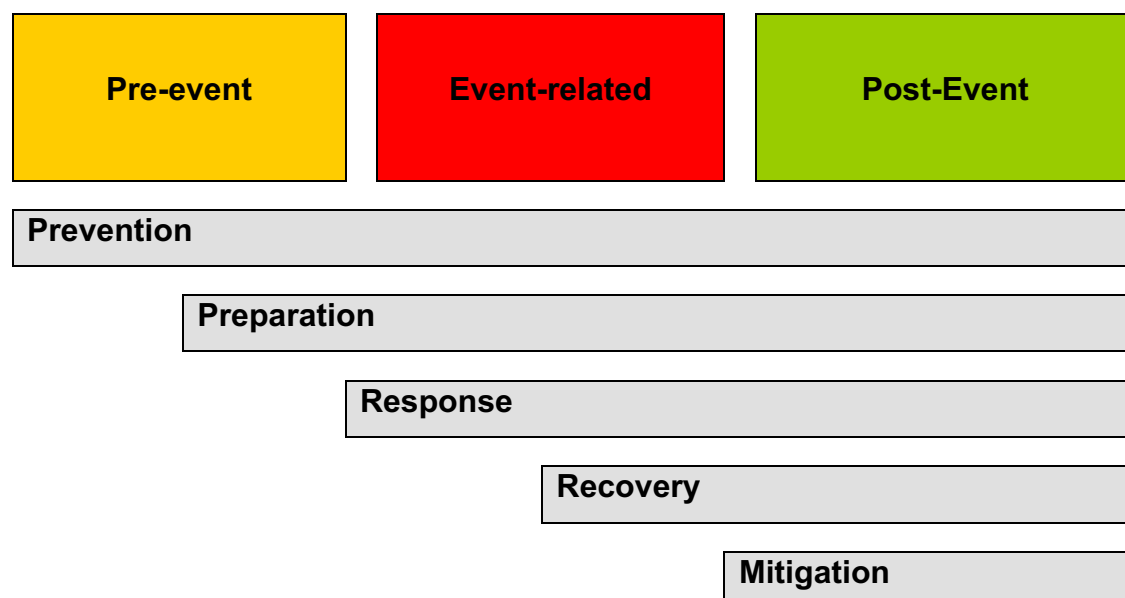 Pre-event
Event-related
Post-Event
Prevention
Preparation
Response
Recovery
Mitigation